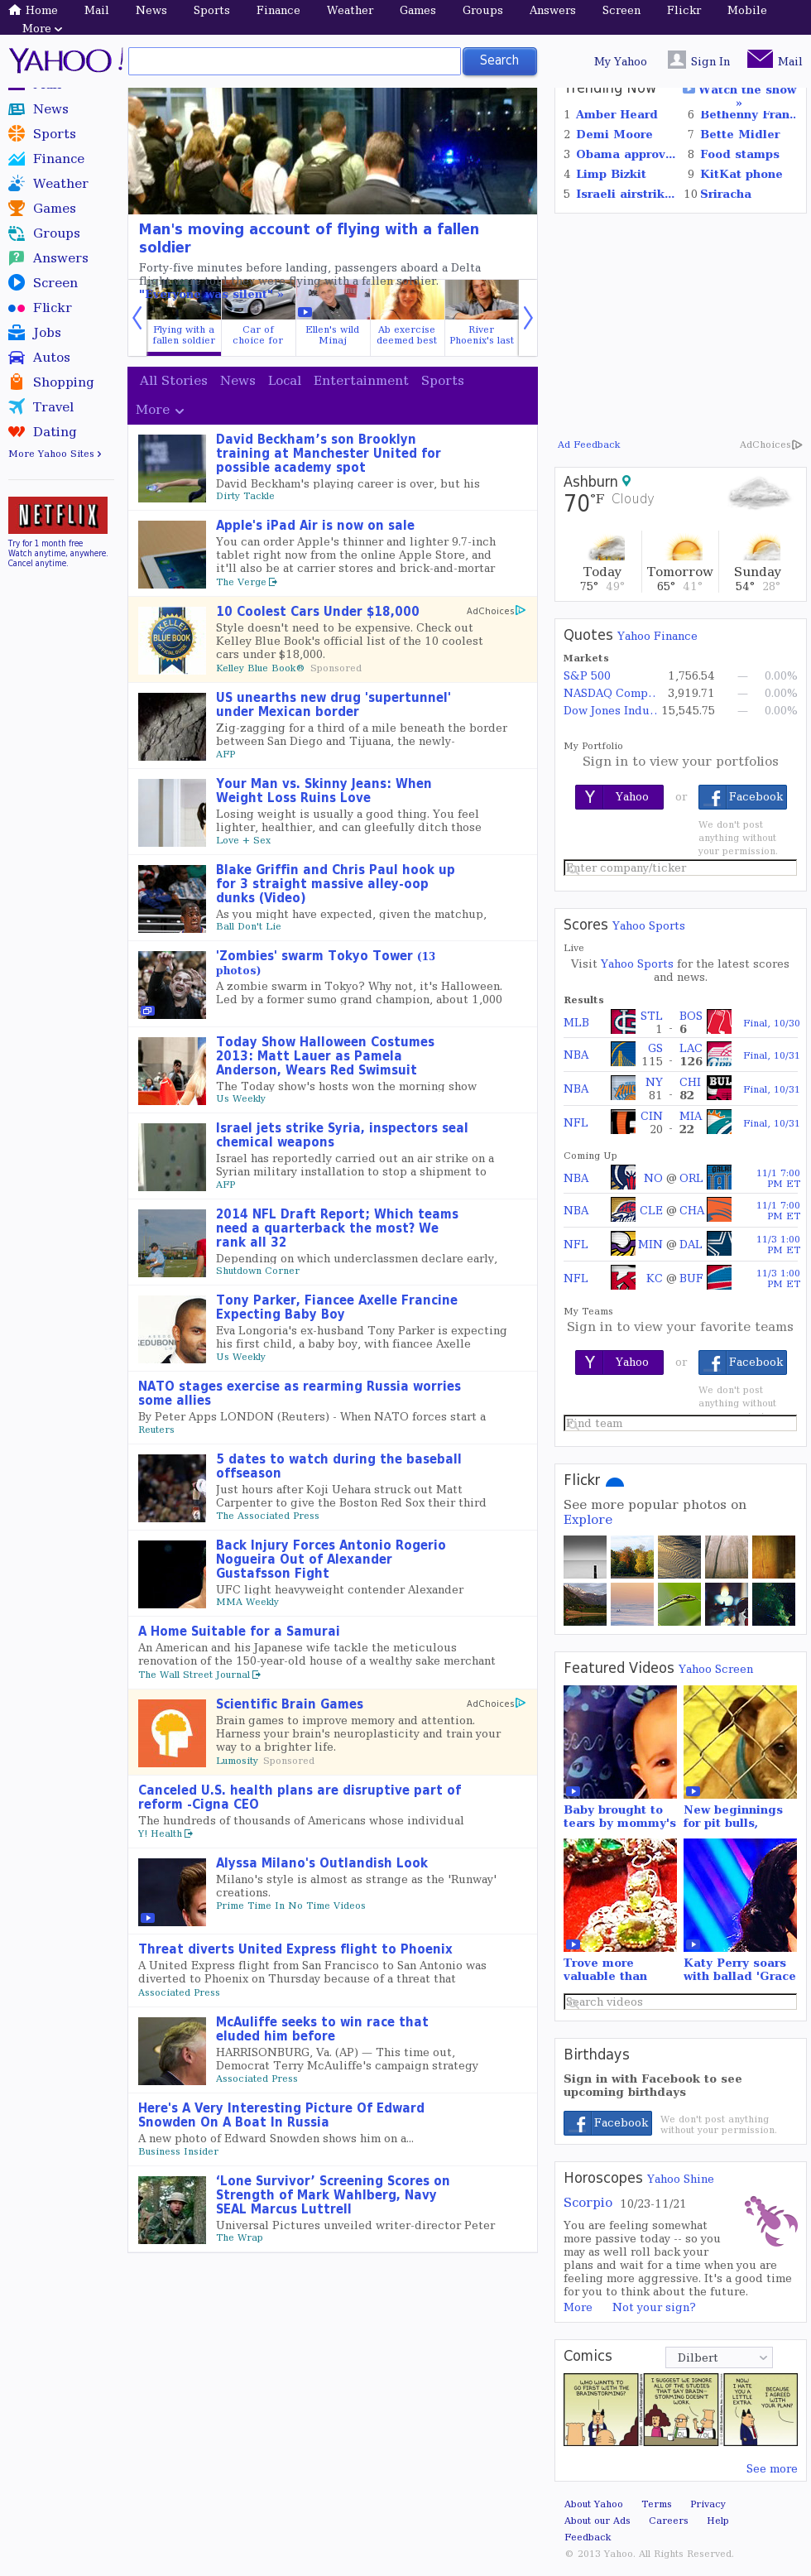 Home Mail News Sports Finance Weather Games Groups Answers Screen Flickr Mobile
More
YAHOO!
Search
My Yahoo Sign In Mail
News
Sports
Finance
Weather
Games
Groups
Answers
Screen
Flickr
Jobs
Autos
Shopping
Travel
Dating
More Yahoo Sites
NETFLIX
Try for 1 month free
Watch anytime, anywhere.
Cancel anytime.
Man's moving account of flying with a fallen
soldier
Forty-five minutes before landing, passengers aboard a Delta
flight were told they were flying with a fallen soldier.
"Everyone was silent" »
Flying with a
fallen soldier
Car of
choice for
Ellen's wild
Minaj
Ab exercise
deemed best
River
Phoenix's last
All Stories News Local Entertainment Sports
More
David Beckham’s son Brooklyn
training at Manchester United for
possible academy spot
David Beckham's playing career is over, but his
Dirty Tackle
Apple's iPad Air is now on sale
You can order Apple's thinner and lighter 9.7-inch
tablet right now from the online Apple Store, and
it'll also be at carrier stores and brick-and-mortar
The Verge
10 Coolest Cars Under $18,000
AdChoices
Style doesn't need to be expensive. Check out
Kelley Blue Book's official list of the 10 coolest
cars under $18,000.
Kelley Blue Book® Sponsored
US unearths new drug 'supertunnel'
under Mexican border
Zig-zagging for a third of a mile beneath the border
between San Diego and Tijuana, the newly-
AFP
Your Man vs. Skinny Jeans: When
Weight Loss Ruins Love
Losing weight is usually a good thing. You feel
lighter, healthier, and can gleefully ditch those
Love + Sex
Blake Griffin and Chris Paul hook up
for 3 straight massive alley-oop
dunks (Video)
As you might have expected, given the matchup,
Ball Don't Lie
'Zombies' swarm Tokyo Tower (13
photos)
A zombie swarm in Tokyo? Why not, it's Halloween.
Led by a former sumo grand champion, about 1,000
Today Show Halloween Costumes
2013: Matt Lauer as Pamela
Anderson, Wears Red Swimsuit
The Today show's hosts won the morning show
Us Weekly
Israel jets strike Syria, inspectors seal
chemical weapons
Israel has reportedly carried out an air strike on a
Syrian military installation to stop a shipment to
AFP
2014 NFL Draft Report; Which teams
need a quarterback the most? We
rank all 32
Depending on which underclassmen declare early,
Shutdown Corner
Tony Parker, Fiancee Axelle Francine
Expecting Baby Boy
Eva Longoria's ex-husband Tony Parker is expecting
his first child, a baby boy, with fiancee Axelle
Us Weekly
NATO stages exercise as rearming Russia worries
some allies
By Peter Apps LONDON (Reuters) - When NATO forces start a
Reuters
5 dates to watch during the baseball
offseason
Just hours after Koji Uehara struck out Matt
Carpenter to give the Boston Red Sox their third
The Associated Press
Back Injury Forces Antonio Rogerio
Nogueira Out of Alexander
Gustafsson Fight
UFC light heavyweight contender Alexander
MMA Weekly
A Home Suitable for a Samurai
An American and his Japanese wife tackle the meticulous
renovation of the 150-year-old house of a wealthy sake merchant
The Wall Street Journal
Scientific Brain Games
AdChoices
Brain games to improve memory and attention.
Harness your brain's neuroplasticity and train your
way to a brighter life.
Lumosity Sponsored
Canceled U.S. health plans are disruptive part of
reform -Cigna CEO
The hundreds of thousands of Americans whose individual
Y! Health
Alyssa Milano's Outlandish Look
Milano's style is almost as strange as the 'Runway'
creations.
Prime Time In No Time Videos
Threat diverts United Express flight to Phoenix
A United Express flight from San Francisco to San Antonio was
diverted to Phoenix on Thursday because of a threat that
Associated Press
McAuliffe seeks to win race that
eluded him before
HARRISONBURG, Va. (AP) — This time out,
Democrat Terry McAuliffe's campaign strategy
Associated Press
Here's A Very Interesting Picture Of Edward
Snowden On A Boat In Russia
A new photo of Edward Snowden shows him on a...
Business Insider
‘Lone Survivor’ Screening Scores on
Strength of Mark Wahlberg, Navy
SEAL Marcus Luttrell
Universal Pictures unveiled writer-director Peter
The Wrap
Trending Now
Watch the show
»
1 Amber Heard
2 Demi Moore
3 Obama approv...
4 Limp Bizkit
5 Israeli airstrik...
6 Bethenny Fran...
7 Bette Midler
8 Food stamps
9 KitKat phone
10 Sriracha
Ad Feedback
AdChoices
Ashburn
70°F Cloudy
Today Tomorrow Sunday
75° 49° 65° 41° 54° 28°
Quotes Yahoo Finance
Markets
S&P 500 1,756.54 — 0.00%
NASDAQ Comp... 3,919.71 — 0.00%
Dow Jones Indu... 15,545.75 — 0.00%
My Portfolio
Sign in to view your portfolios
Y Yahoo or f Facebook
We don't post
anything without
your permission.
Enter company/ticker
Scores Yahoo Sports
Live
Visit Yahoo Sports for the latest scores
and news.
Results
MLB STL 1 - BOS 6 Final, 10/30
NBA GS 115 - LAC 126 Final, 10/31
NBA NY 81 - CHI 82 Final, 10/31
NFL CIN 20 - MIA 22 Final, 10/31
Coming Up
NBA NO @ ORL 11/1 7:00 PM ET
NBA CLE @ CHA 11/1 7:00 PM ET
NFL MIN @ DAL 11/3 1:00 PM ET
NFL KC @ BUF 11/3 1:00 PM ET
My Teams
Sign in to view your favorite teams
Y Yahoo or f Facebook
We don't post
anything without
Find team
Flickr
See more popular photos on
Explore
Featured Videos Yahoo Screen
Baby brought to
tears by mommy's
New beginnings
for pit bulls,
Trove more
valuable than
Katy Perry soars
with ballad 'Grace
Search videos
Birthdays
Sign in with Facebook to see
upcoming birthdays
f Facebook
We don't post anything
without your permission.
Horoscopes Yahoo Shine
Scorpio 10/23-11/21
You are feeling somewhat
more passive today -- so you
may as well roll back your
plans and wait for a time when you are
feeling more aggressive. It's a good time
for you to think about the future.
More Not your sign?
Comics
Dilbert
WHO WANTS TO
GO FIRST WITH THE
BRAINSTORMING?
I SUGGEST WE IGNORE
ALL OF THE STUDIES
THAT SAY BRAIN-
STORMING DOESN'T
WORK.
NOW I
HATE YOU
A LITTLE
EXTRA.
BECAUSE
I AGREED
WITH YOUR
PLAN?
See more
About Yahoo Terms Privacy
About our Ads Careers Help
Feedback
© 2013 Yahoo. All Rights Reserved.